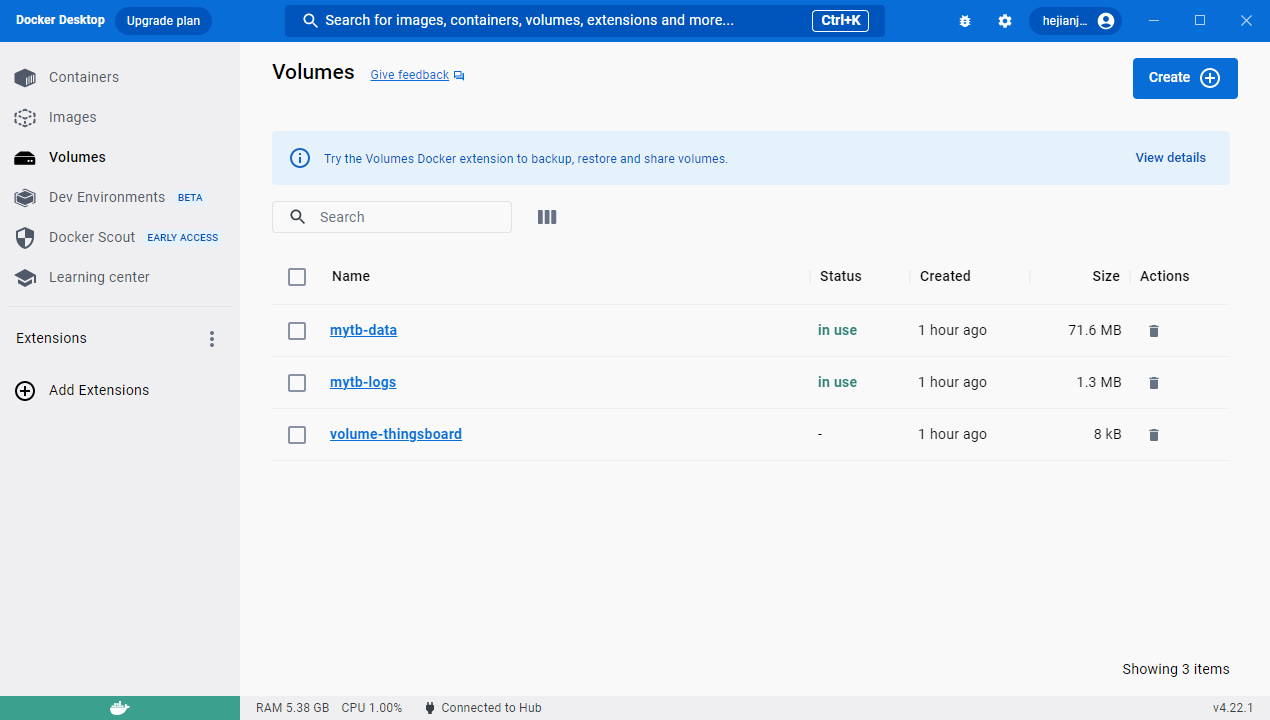 Docker Desktop Upgrade plan Search for images, containers, volumes, extensions and more... Ctrl+K hejianj...
Containers
Images
Volumes
Dev Environments BETA
Docker Scout EARLY ACCESS
Learning center
Extensions
Add Extensions
Volumes Give feedback
Create
Try the Volumes Docker extension to backup, restore and share volumes. View details
Search
Name Status Created Size Actions
mytb-data in use 1 hour ago 71.6 MB
mytb-logs in use 1 hour ago 1.3 MB
volume-thingsboard - 1 hour ago 8 kB
Showing 3 items
RAM 5.38 GB CPU 1.00% Connected to Hub v4.22.1